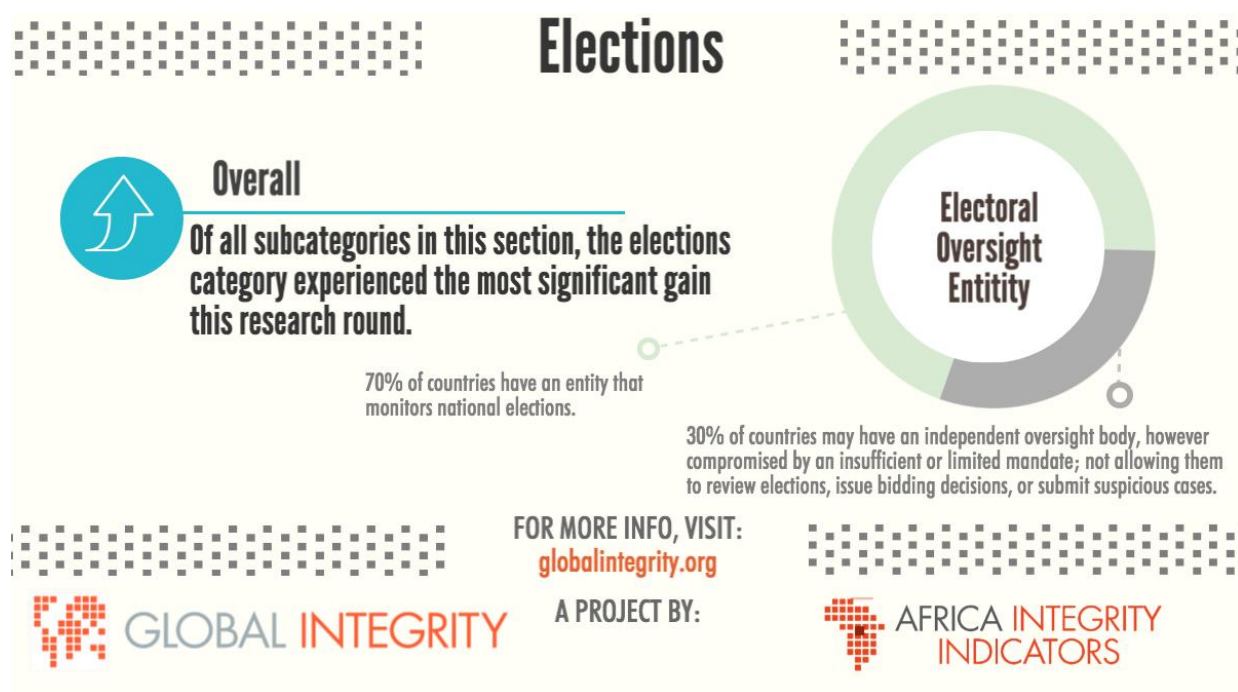 Elections
Overall
Of all subcategories in this section, the elections
category experienced the most significant gain
this research round.
Electoral
Oversight
Entitity
70% of countries have an entity that
monitors national elections.
30% of countries may have an independent oversight body, however
compromised by an insufficient or limited mandate; not allowing them
to review elections, issue bidding decisions, or submit suspicious cases.
FOR MORE INFO, VISIT:
globalintegrity.org
A PROJECT BY:
GLOBAL INTEGRITY
AFRICA INTEGRITY
INDICATORS